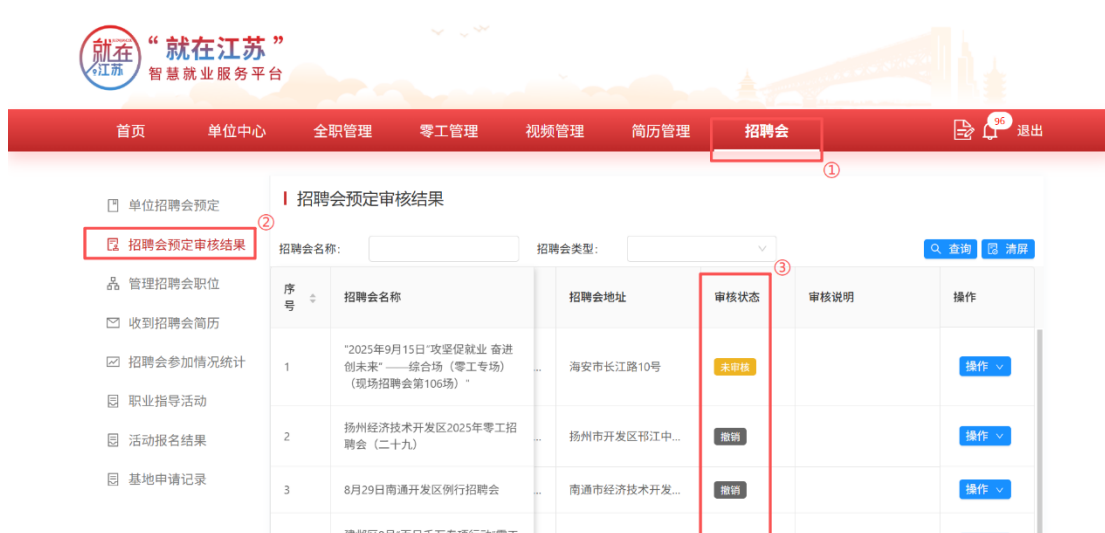 就在
江苏
“就在江苏”
智慧就业服务平台
首页 单位中心 全职管理 零工管理 视频管理 简历管理 招聘会 96 退出
①
单位招聘会预定
②
招聘会预定审核结果
管理招聘会职位
收到招聘会简历
招聘会参加情况统计
职业指导活动
活动报名结果
基地申请记录
招聘会预定审核结果
招聘会名称: 招聘会类型: 查询 清屏
③
序号 招聘会名称 招聘会地址 审核状态 审核说明 操作
1 "2025年9月15日"攻坚促就业 奋进
创未来" ——综合场（零工专场） ... 海安市长江路10号 未审核 操作
（现场招聘会第106场）"
2 扬州经济技术开发区2025年零工招 ... 扬州市开发区邗江中... 撤销 操作
聘会（二十九）
3 8月29日南通开发区例行招聘会 ... 南通市经济技术开发... 撤销 操作